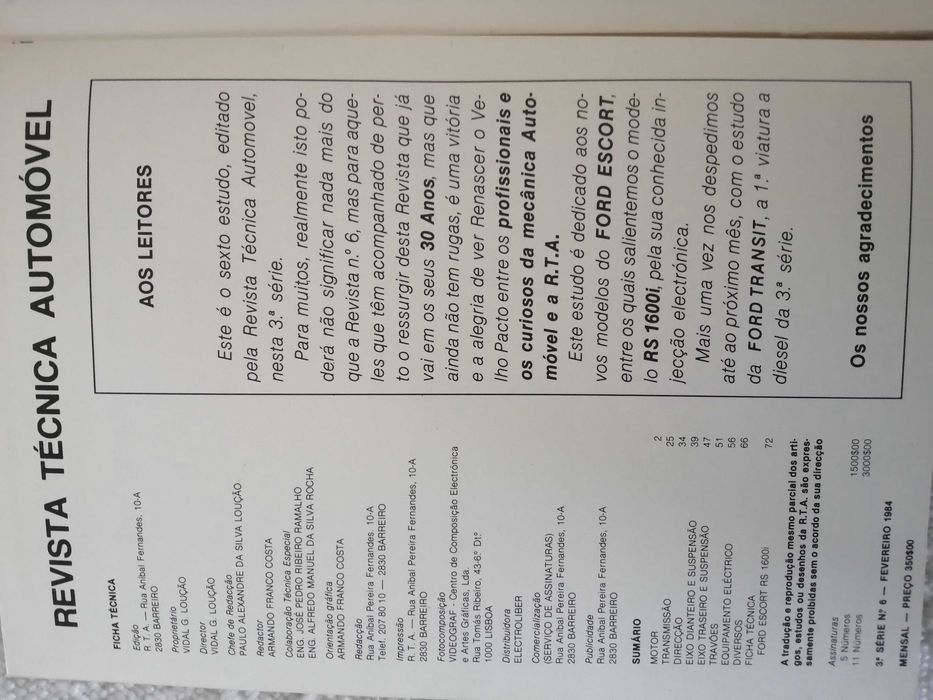 REVISTA TÉCNICA AUTOMÓVEL
FICHA TÉCNICA
Edição
R. T. A. — Rua Anibal Fernandes, 10-A
2830 BARREIRO
Proprietário
VIDAL G. LOUÇÃO
Director
VIDAL G. LOUÇÃO
Chefe de Redacção
PAULO ALEXANDRE DA SILVA LOUÇÃO
Redactor
ARMANDO FRANCO COSTA
Colaboração Técnica Especial
ENG. JOSÉ PEDRO RIBEIRO RAMALHO
ENG. ALFREDO MANUEL DA SILVA ROCHA
Orientação gráfica
ARMANDO FRANCO COSTA
Redacção
Rua Anibal Pereira Fernandes, 10-A
Telef. 207 80 10 — 2830 BARREIRO
Impressão
R. T. A. — Rua Anibal Pereira Fernandes, 10-A
2830 BARREIRO
Fotocomposição
VIDEOGRAF - Centro de Composição Electrónica
e Artes Gráficas, Lda.
Rua Tomás Ribeiro, 43-8.º Dt.º
1000 LISBOA
Distribuidora
ELECTROLIBER
Comercialização
(SERVIÇO DE ASSINATURAS)
Rua Anibal Pereira Fernandes, 10-A
2830 BARREIRO
Publicidade
Rua Anibal Pereira Fernandes, 10-A
2830 BARREIRO
SUMÁRIO
MOTOR 2
TRANSMISSÃO 25
DIRECÇÃO 34
EIXO DIANTEIRO E SUSPENSÃO 39
EIXO TRASEIRO E SUSPENSÃO 47
TRAVÕES 51
EQUIPAMENTO ELÉCTRICO 56
DIVERSOS 66
FICHA TÉCNICA
FORD ESCORT RS 1600i 72
A tradução e reprodução mesmo parcial dos arti-
gos, estudos ou desenhos da R.T.A. são expres-
samente proibidas sem o acordo da sua direcção
Assinaturas
5 Números 1500$00
11 Números 3000$00
3.ª SÉRIE N.º 6 — FEVEREIRO 1984
MENSAL — PREÇO 350$00
AOS LEITORES
Este é o sexto estudo, editado
pela Revista Técnica Automovel,
nesta 3.ª série.
Para muitos, realmente isto po-
derá não significar nada mais do
que a Revista n.º 6, mas para aque-
les que têm acompanhado de per-
to o ressurgir desta Revista que já
vai em os seus 30 Anos, mas que
ainda não tem rugas, é uma vitória
e a alegria de ver Renascer o Ve-
lho Pacto entre os profissionais e
os curiosos da mecânica Auto-
móvel e a R.T.A.
Este estudo é dedicado aos no-
vos modelos do FORD ESCORT,
entre os quais salientemos o mode-
lo RS 1600i, pela sua conhecida in-
jecção electrónica.
Mais uma vez nos despedimos
até ao próximo mês, com o estudo
da FORD TRANSIT, a 1.ª viatura a
diesel da 3.ª série.
Os nossos agradecimentos